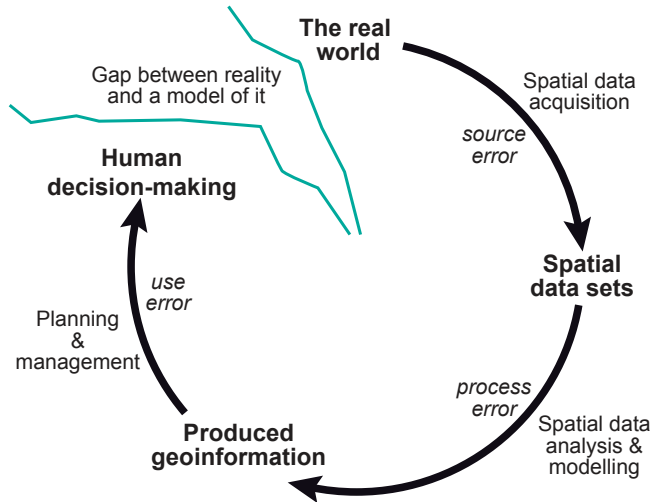 The real
world
Gap between reality
and a model of it
Spatial data
acquisition
source
error
Human
decision-making
Spatial
data sets
use
error
Planning
&
management
process
error
Produced
geoinformation
Spatial data
analysis &
modelling